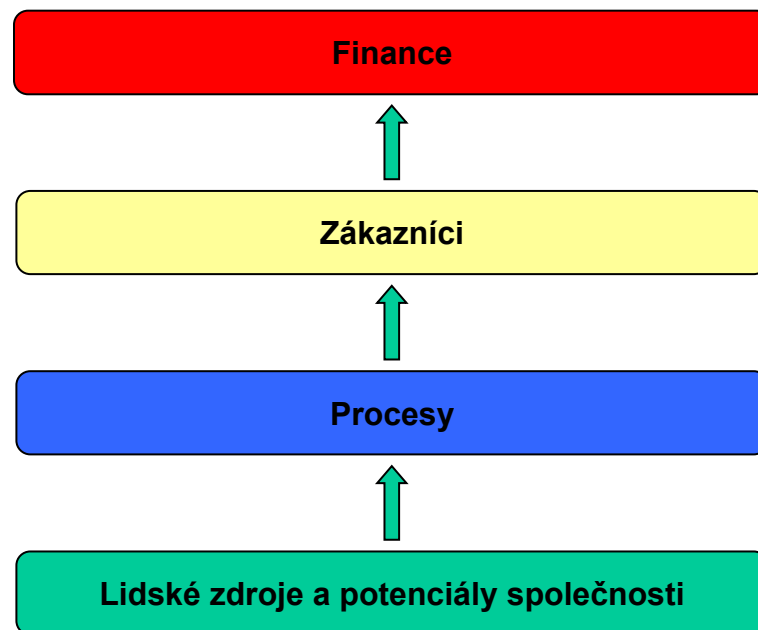 Finance
Zákazníci
Procesy
Lidské zdroje a potenciály společnosti